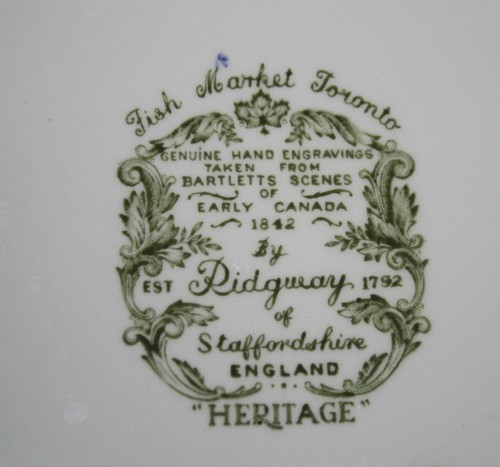 Fish Market Toronto
GENUINE HAND ENGRAVINGS
TAKEN FROM
BARTLETTS SCENES
OF
EARLY CANADA
1842
By
EST Ridgway 1792
of
Staffordshire
ENGLAND
"HERITAGE"